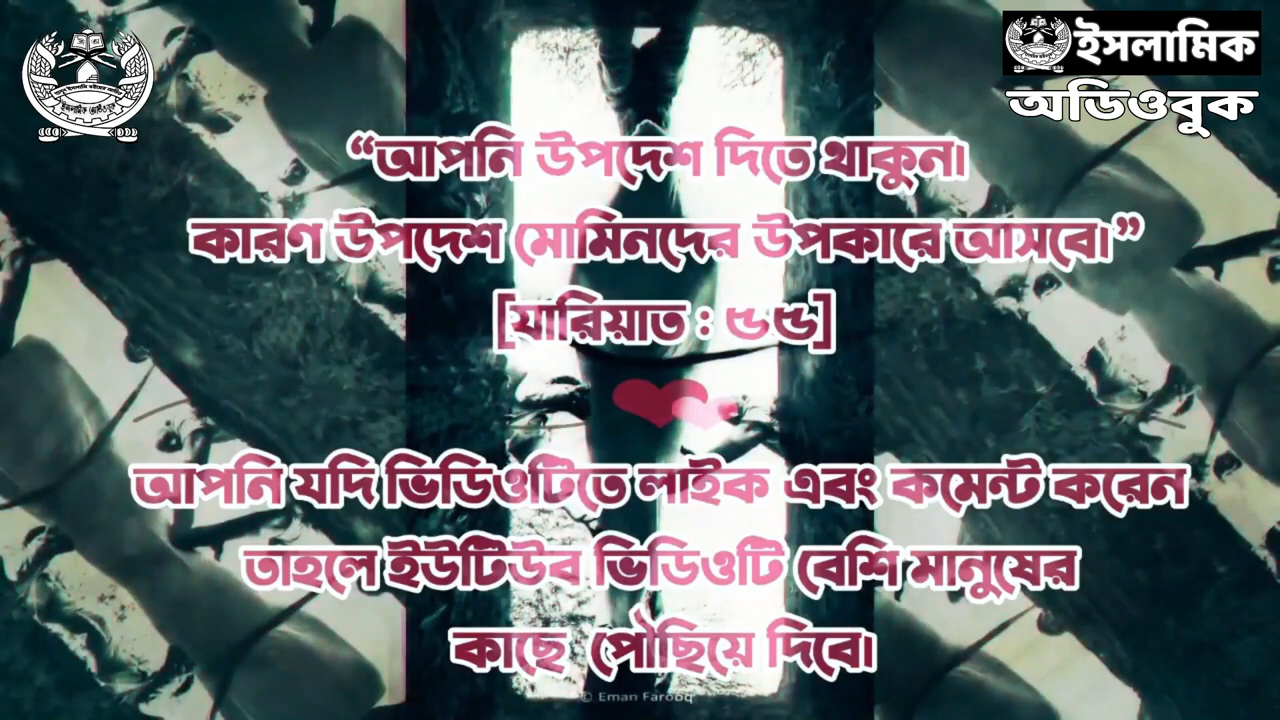 ইসলামিক
অডিওবুক
“আপনি উপদেশ দিতে থাকুন।
কারণ উপদেশ মোমিনদের উপকারে আসবে।”
[যারিয়াত : ৫৫]
আপনি যদি ভিডিওটিতে লাইক এবং কমেন্ট করেন
তাহলে ইউটিউব ভিডিওটি বেশি মানুষের
কাছে পৌছিয়ে দিবে।
© Eman Farooq